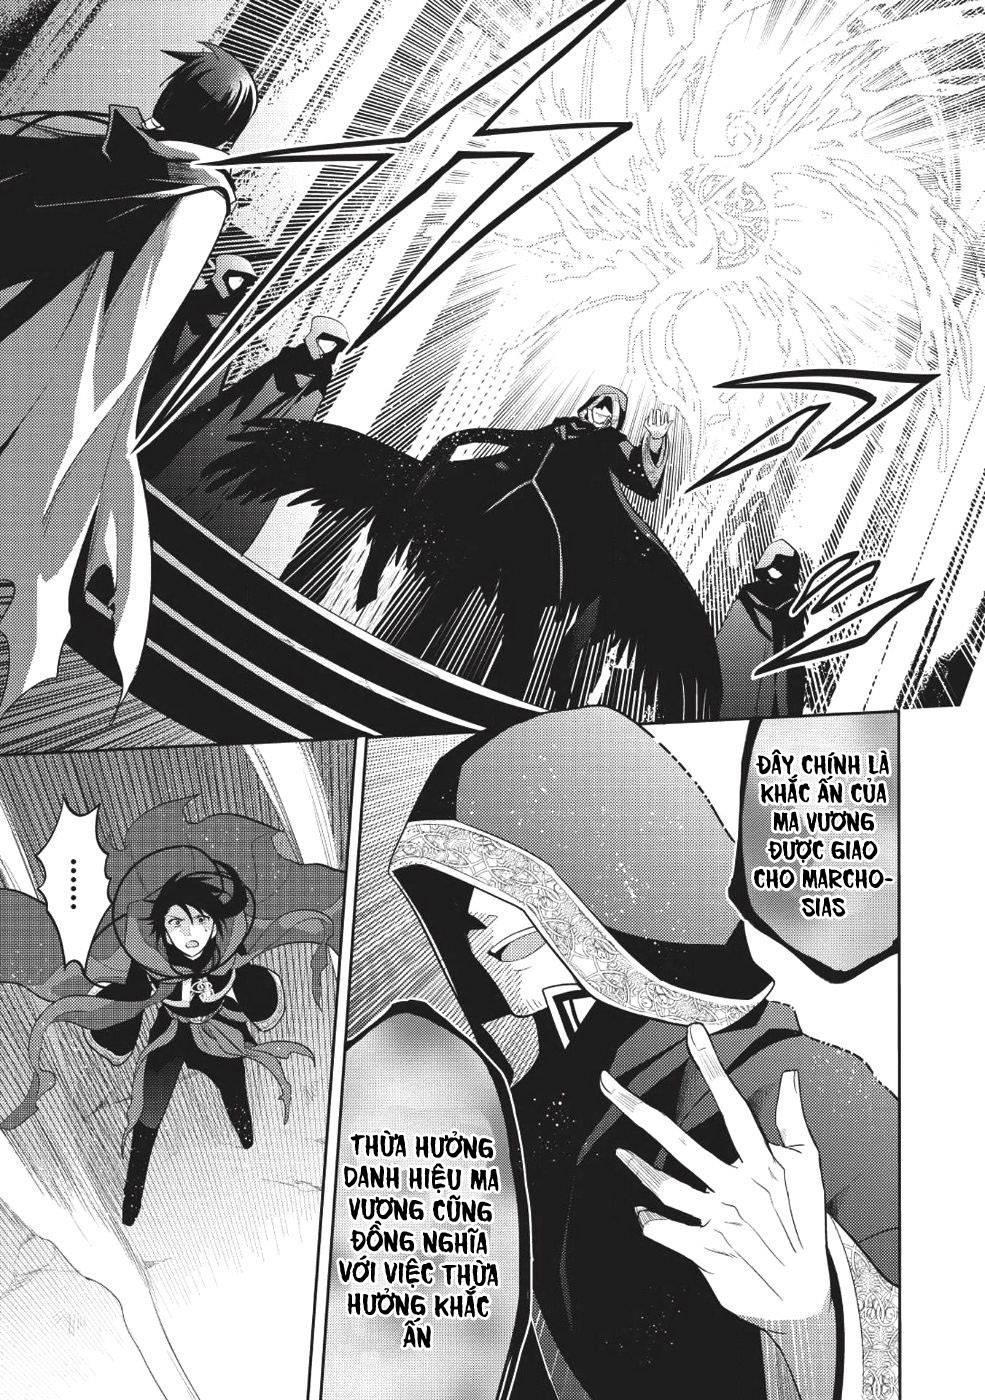 ĐÂY CHÍNH LÀ
KHẮC ẤN CỦA
MA VƯƠNG
ĐƯỢC GIAO
CHO MARCHO-
SIAS
THỪA HƯỞNG
DANH HIỆU MA
VƯƠNG CŨNG
ĐỒNG NGHĨA
VỚI VIỆC THỪA
HƯỞNG KHẮC
ẤN
......